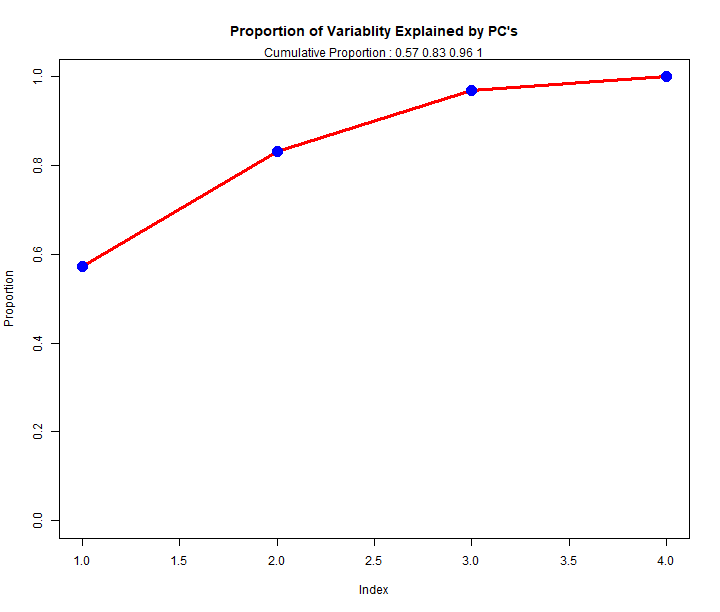 Proportion of Variablity Explained by PC's
Cumulative Proportion : 0.57 0.83 0.96 1
1.0
0.8
0.6
0.4
0.2
0.0
Proportion
1.0 1.5 2.0 2.5 3.0 3.5 4.0
Index